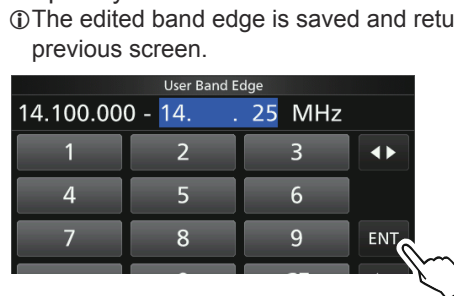 ⓘThe edited band edge is saved and retu
previous screen.
User Band Edge
14.100.000 - 14.   . 25 MHz
1 2 3 ◀▶
4 5 6
7 8 9 ENT